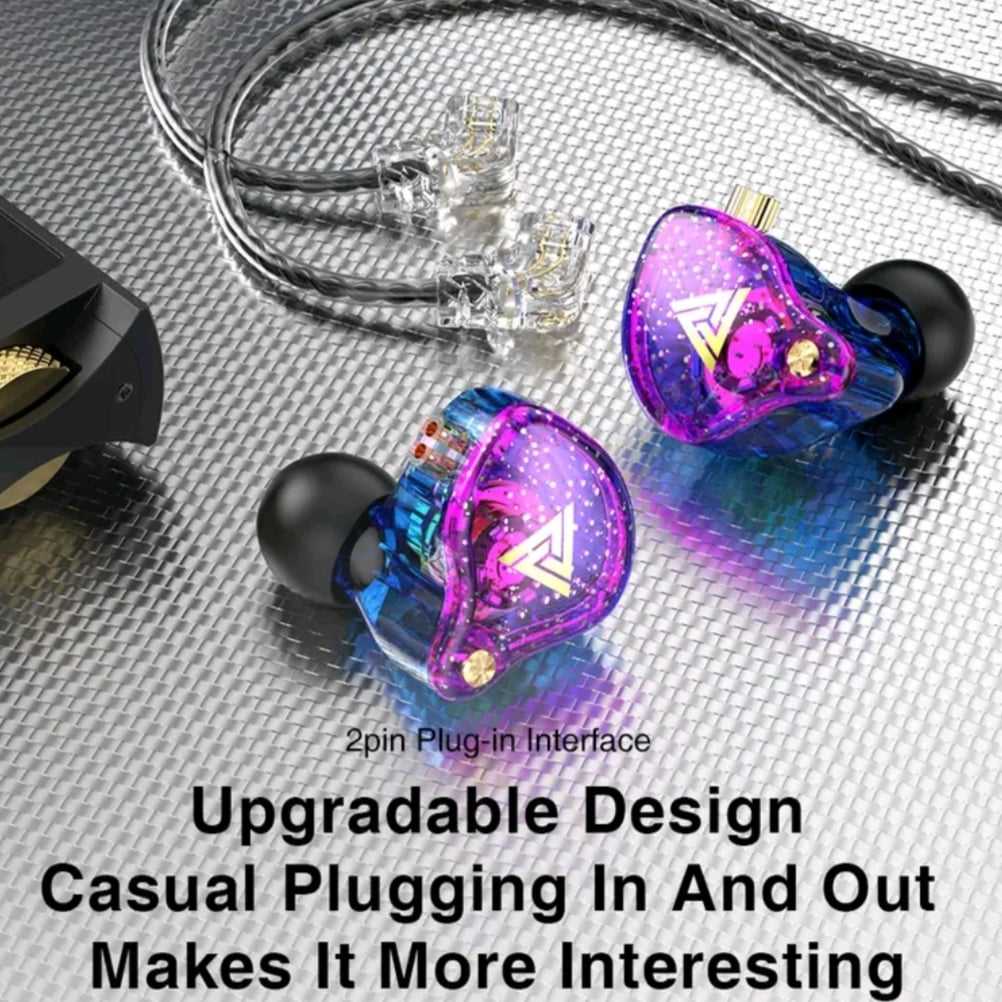 2pin Plug-in Interface
Upgradable Design
Casual Plugging In And Out
Makes It More Interesting